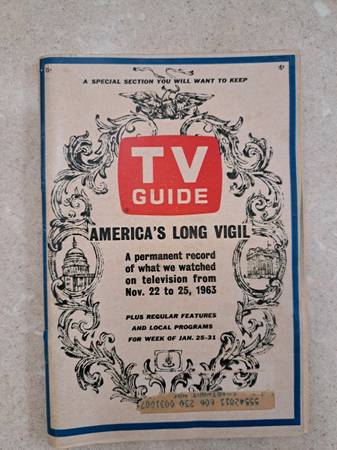 A SPECIAL SECTION YOU WILL WANT TO KEEP
TV
GUIDE
AMERICA'S LONG VIGIL
A permanent record
of what we watched
on television from
Nov. 22 to 25, 1963
PLUS REGULAR FEATURES
AND LOCAL PROGRAMS
FOR WEEK OF JAN. 25-31